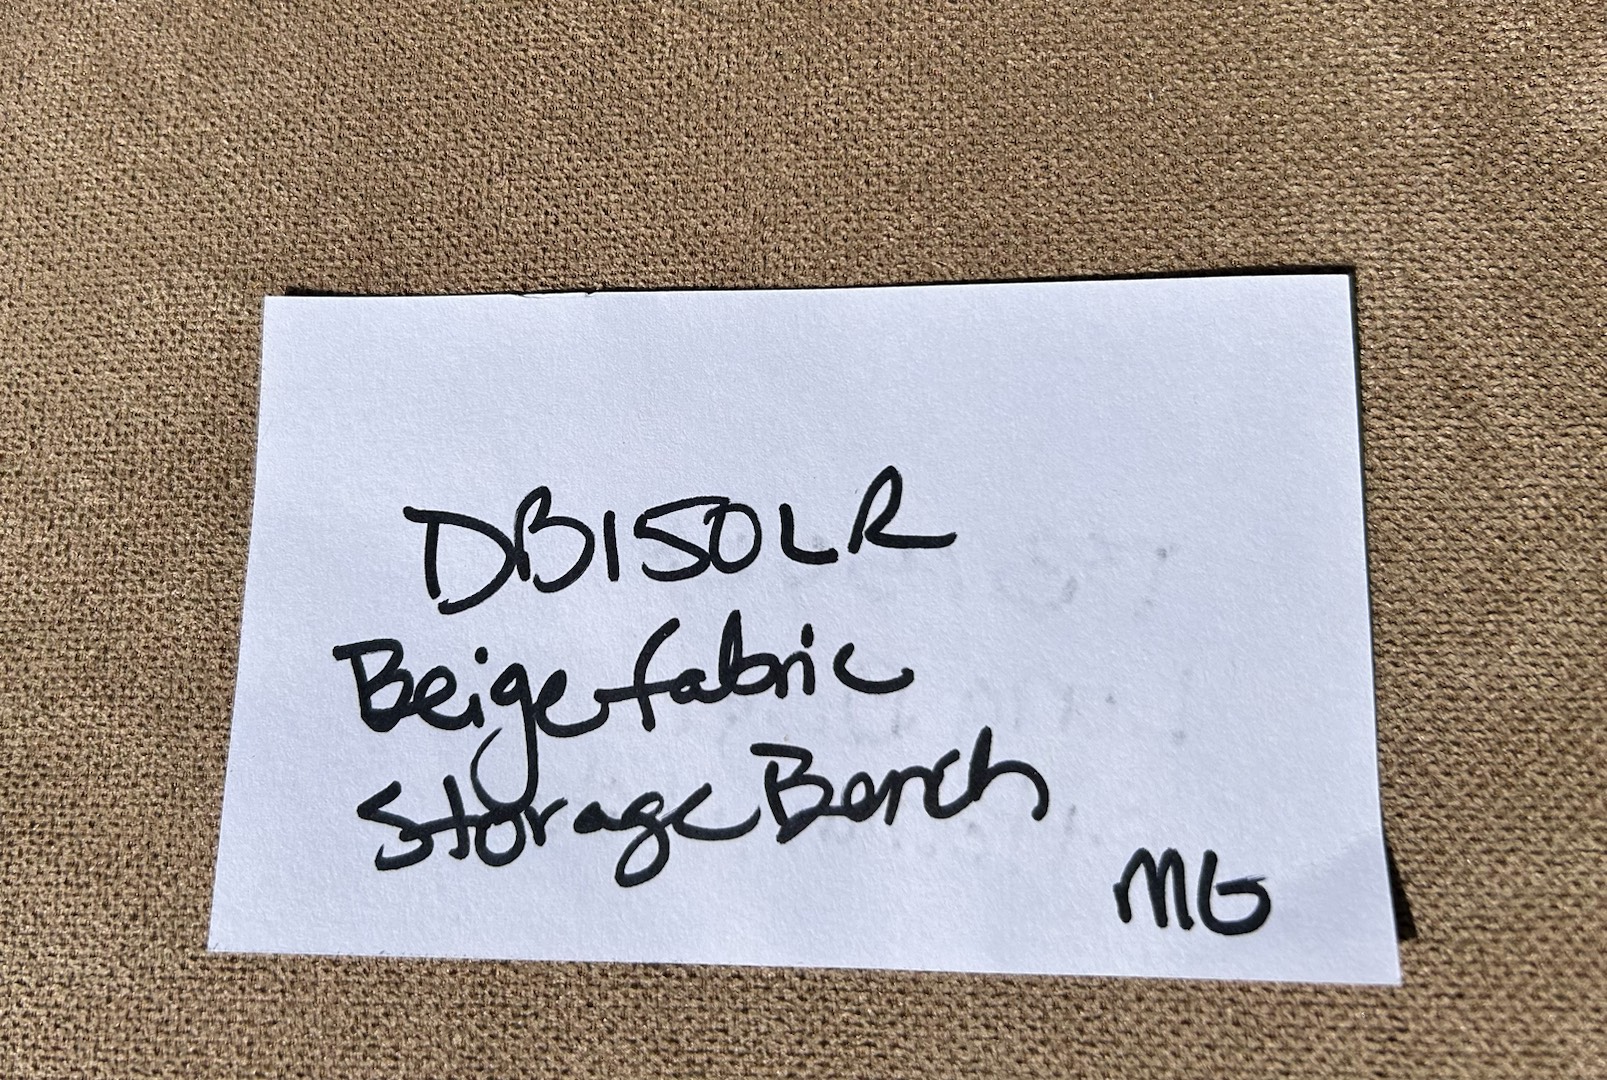 DB150LR
Beige fabric
Storage Bench
MG